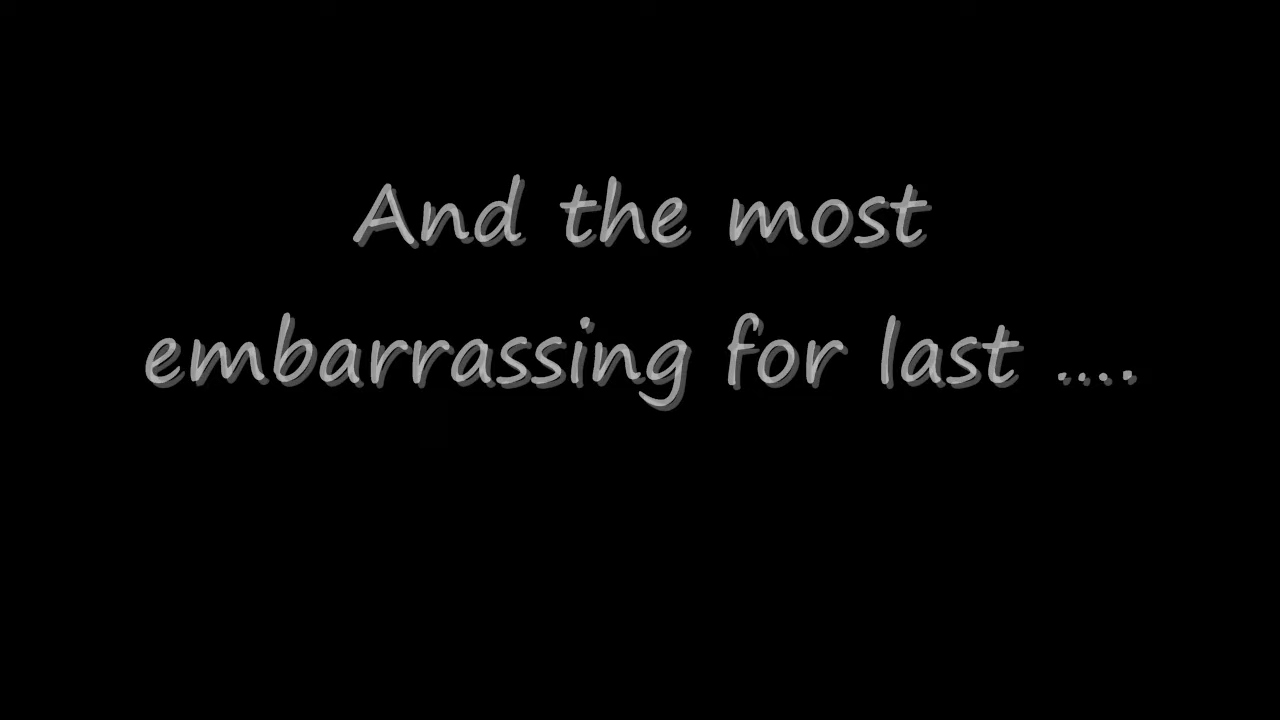 And the most
embarrassing for last ....